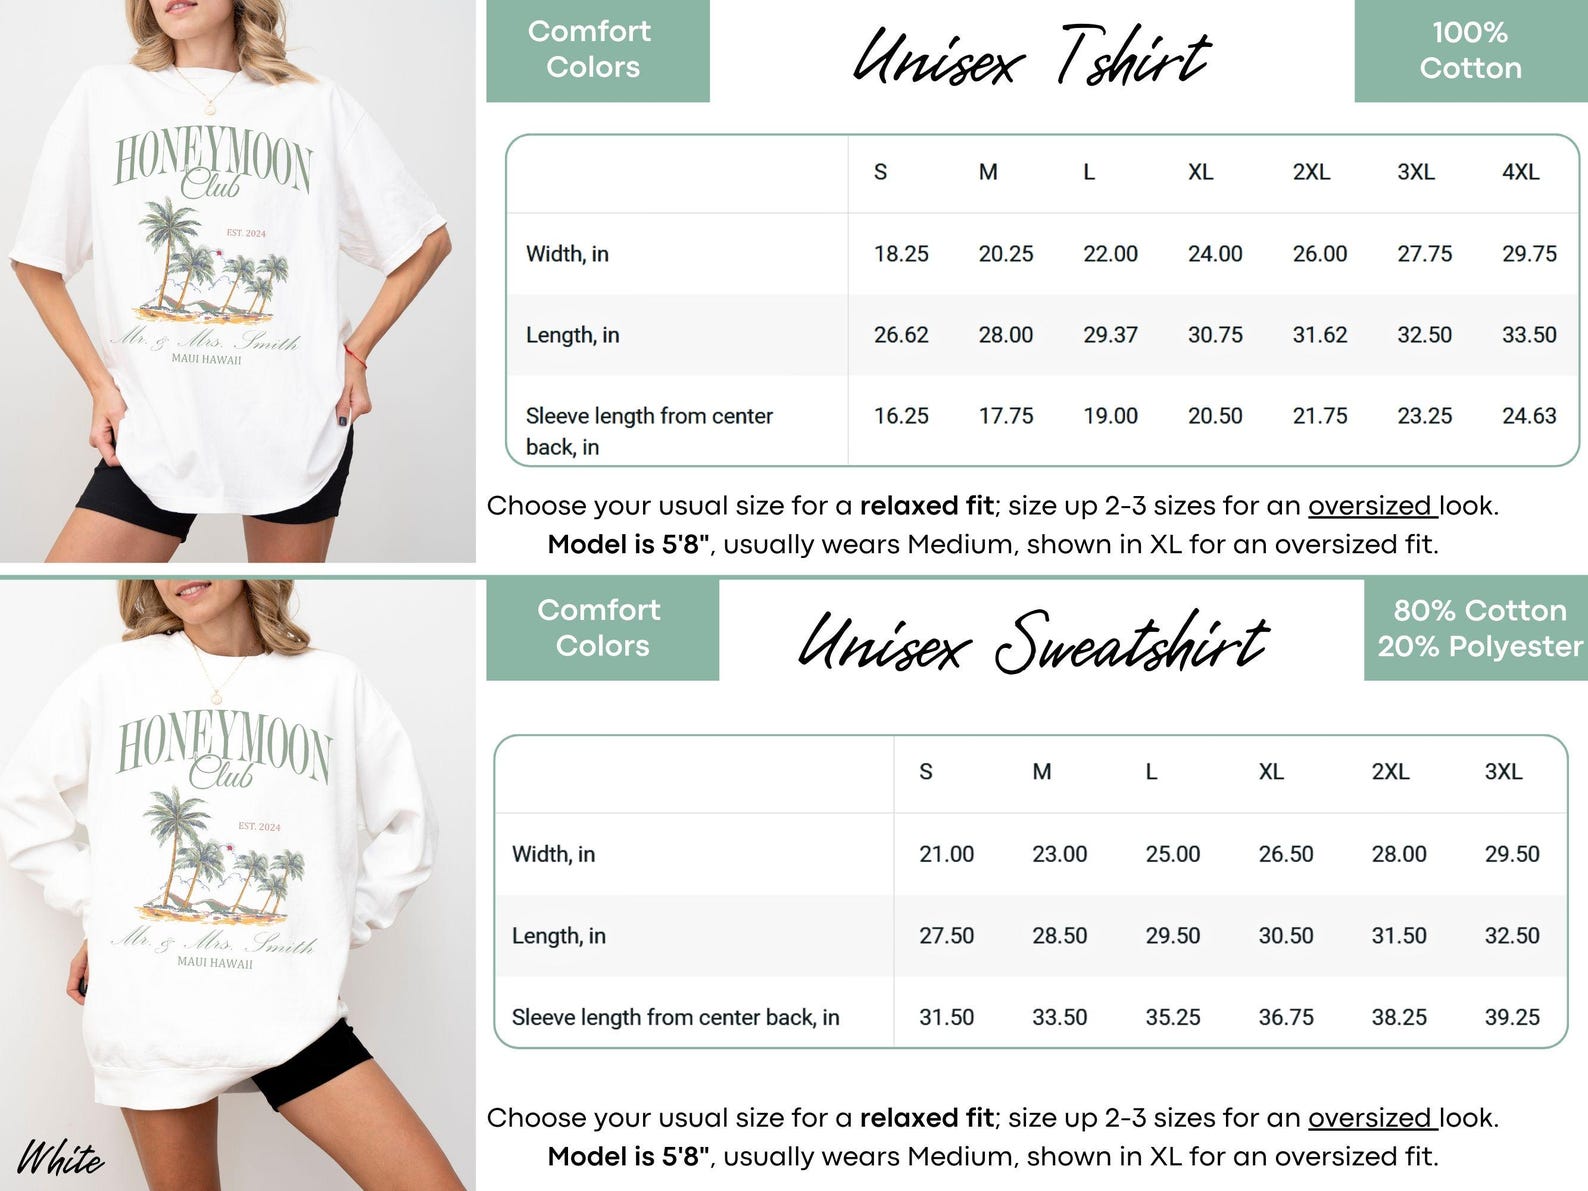 HONEYMOON
Club
EST. 2024
Mr. & Mrs. Smith
MAUI HAWAII
Comfort
Colors
Unisex Tshirt
100%
Cotton
S M L XL 2XL 3XL 4XL
Width, in 18.25 20.25 22.00 24.00 26.00 27.75 29.75
Length, in 26.62 28.00 29.37 30.75 31.62 32.50 33.50
Sleeve length from center
back, in 16.25 17.75 19.00 20.50 21.75 23.25 24.63
Choose your usual size for a relaxed fit; size up 2-3 sizes for an oversized look.
Model is 5'8", usually wears Medium, shown in XL for an oversized fit.
HONEYMOON
Club
EST. 2024
Mr. & Mrs. Smith
MAUI HAWAII
White
Comfort
Colors
Unisex Sweatshirt
80% Cotton
20% Polyester
S M L XL 2XL 3XL
Width, in 21.00 23.00 25.00 26.50 28.00 29.50
Length, in 27.50 28.50 29.50 30.50 31.50 32.50
Sleeve length from center back, in 31.50 33.50 35.25 36.75 38.25 39.25
Choose your usual size for a relaxed fit; size up 2-3 sizes for an oversized look.
Model is 5'8", usually wears Medium, shown in XL for an oversized fit.